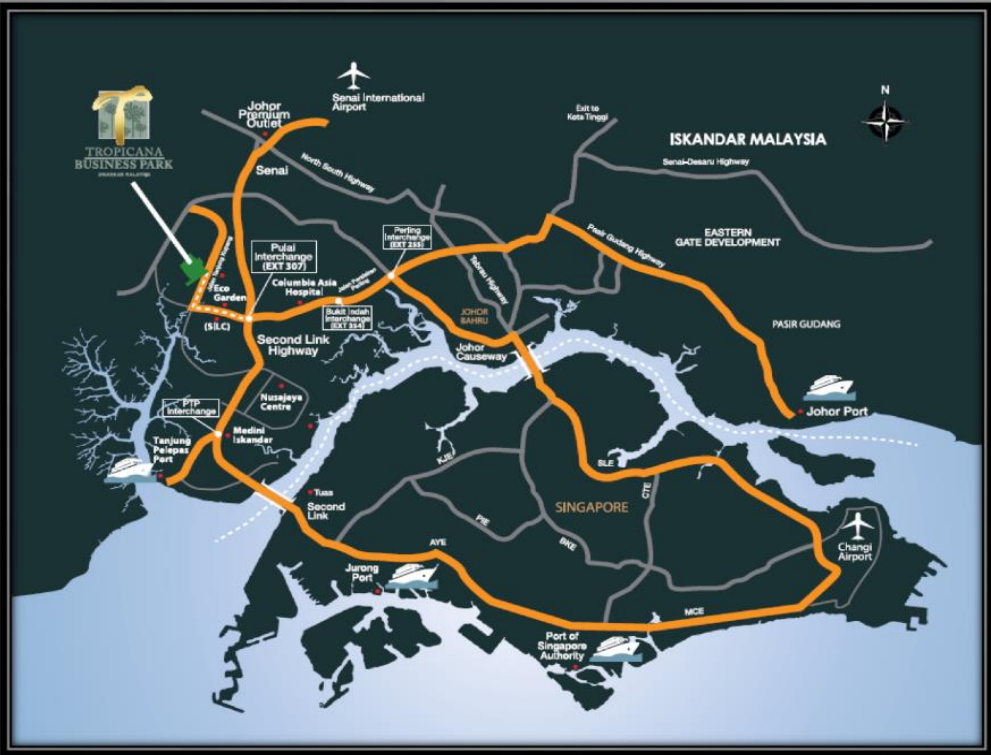 TROPICANA
BUSINESS PARK
ISKANDAR MALAYSIA
Johor
Premium
Outlet
Senai International
Airport
Senai
North South Highway
Exit to
Kota Tinggi
N
ISKANDAR MALAYSIA
Senai-Desaru Highway
EASTERN
GATE DEVELOPMENT
Pasir Gudang Highway
Perling
Interchange
(EXT 253)
Tebrau Highway
Pulai
Interchange
(EXT 307)
Eco
Garden
(SILC)
Columbia Asia
Hospital
Bukit Indah
Interchange
(EXT 254)
JOHOR
BAHRU
Johor
Causeway
PASIR GUDANG
Second Link
Highway
Nusajaya
Centre
PTP
Interchange
Medini
Iskandar
Tanjung
Pelepas
Port
Johor Port
Tuas
Second
Link
KJE
SLE
CTE
PIE
BKE
SINGAPORE
AYE
Changi
Airport
Jurong
Port
MCE
Port of
Singapore
Authority